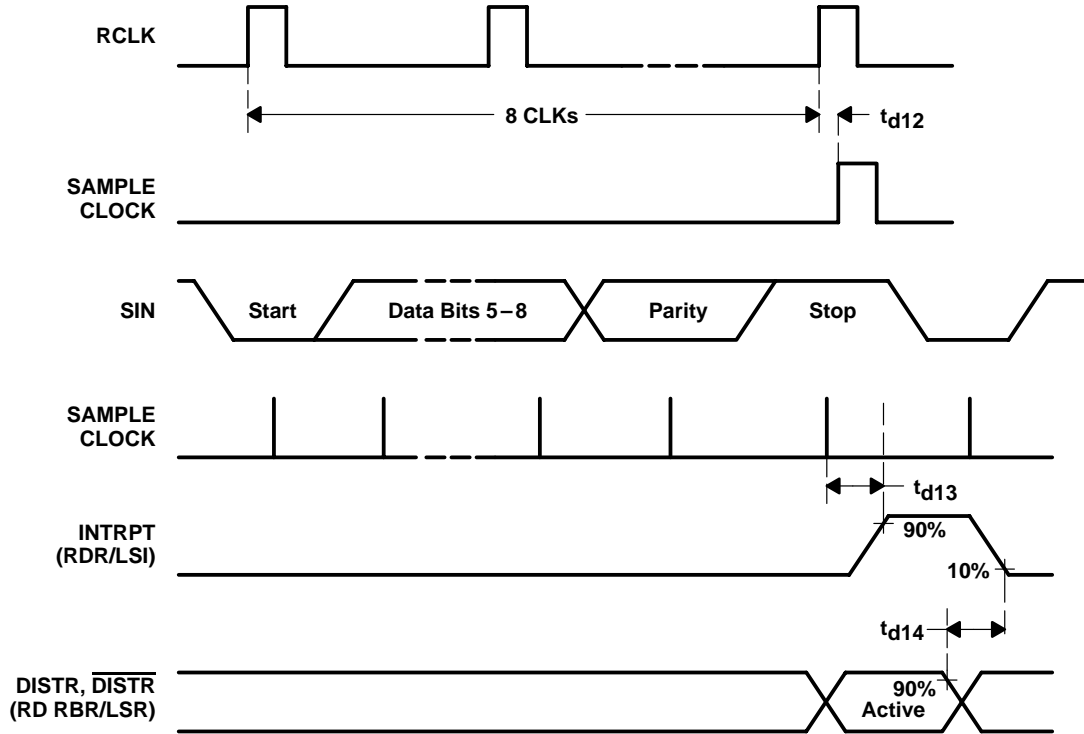 RCLK
8 CLKs
td12
SAMPLE
CLOCK
SIN
Start
Data Bits 5–8
Parity
Stop
SAMPLE
CLOCK
td13
INTRPT
(RDR/LSI)
90%
10%
td14
DISTR, DISTR
(RD RBR/LSR)
90%
Active